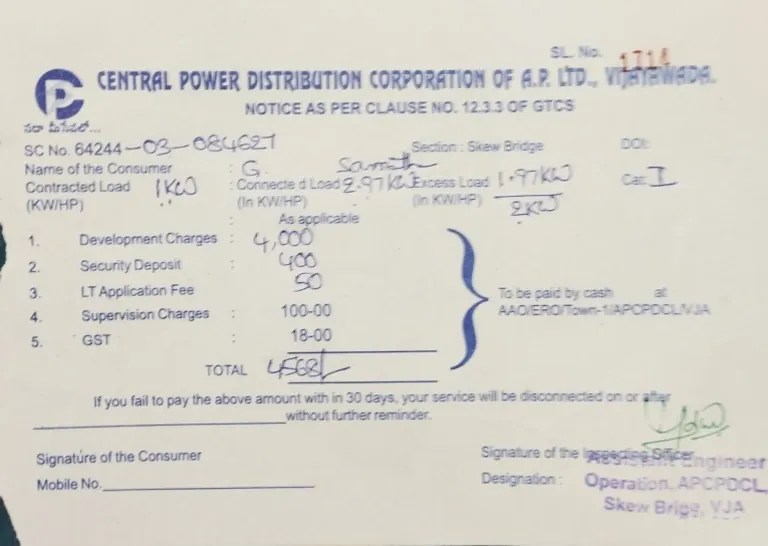 SL. No. 1714
CENTRAL POWER DISTRIBUTION CORPORATION OF A.P. LTD., VIJAYAWADA.
NOTICE AS PER CLAUSE NO. 12.3.3 OF GTCS
SC No. 64244-03-084627 Section : Skew Bridge DOI:
Name of the Consumer : G.
Contracted Load 1KW : Connected Load 2.97KW Excess Load 1.97KW Cat: I
(KW/HP) (In KW/HP) (In KW/HP) 2KW
: As applicable
1. Development Charges : 4,000
2. Security Deposit : 400
3. LT Application Fee 50
4. Supervision Charges : 100-00
5. GST : 18-00
To be paid by cash at
AAO/ERO/Town-1/APCPDCL/VJA
TOTAL 4568/-
If you fail to pay the above amount with in 30 days, your service will be disconnected on or after
without further reminder.
Signature of the Consumer
Mobile No.
Signature of the Inspecting Officer
Designation :
Assistant Engineer
Operation, APCPDCL,
Skew Brige, VJA